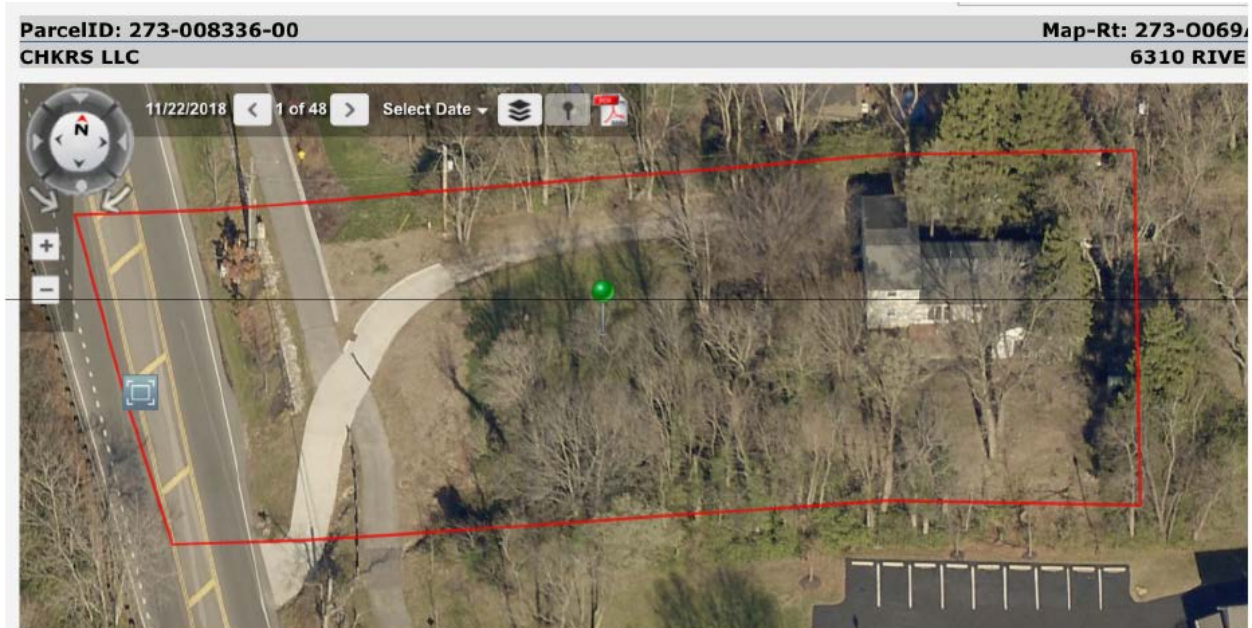 ParcelID: 273-008336-00 Map-Rt: 273-O069
CHKRS LLC 6310 RIVE
N 11/22/2018 < 1 of 48 > Select Date PDF
+
−